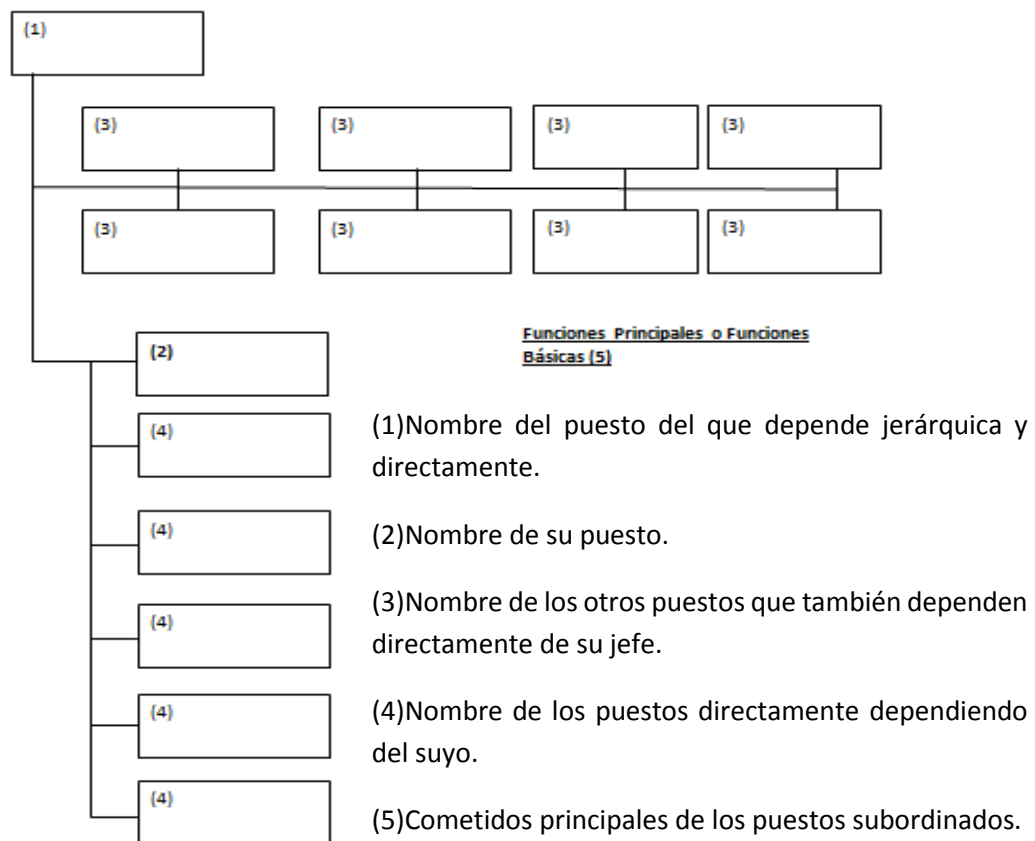 (1)
(3) (3) (3) (3)
(3) (3) (3) (3)
(2)
Funciones Principales o Funciones
Básicas (5)
(4)
(4)
(4)
(4)
(4)
(1)Nombre del puesto del que depende jerárquica y
directamente.
(2)Nombre de su puesto.
(3)Nombre de los otros puestos que también dependen
directamente de su jefe.
(4)Nombre de los puestos directamente dependiendo
del suyo.
(5)Cometidos principales de los puestos subordinados.